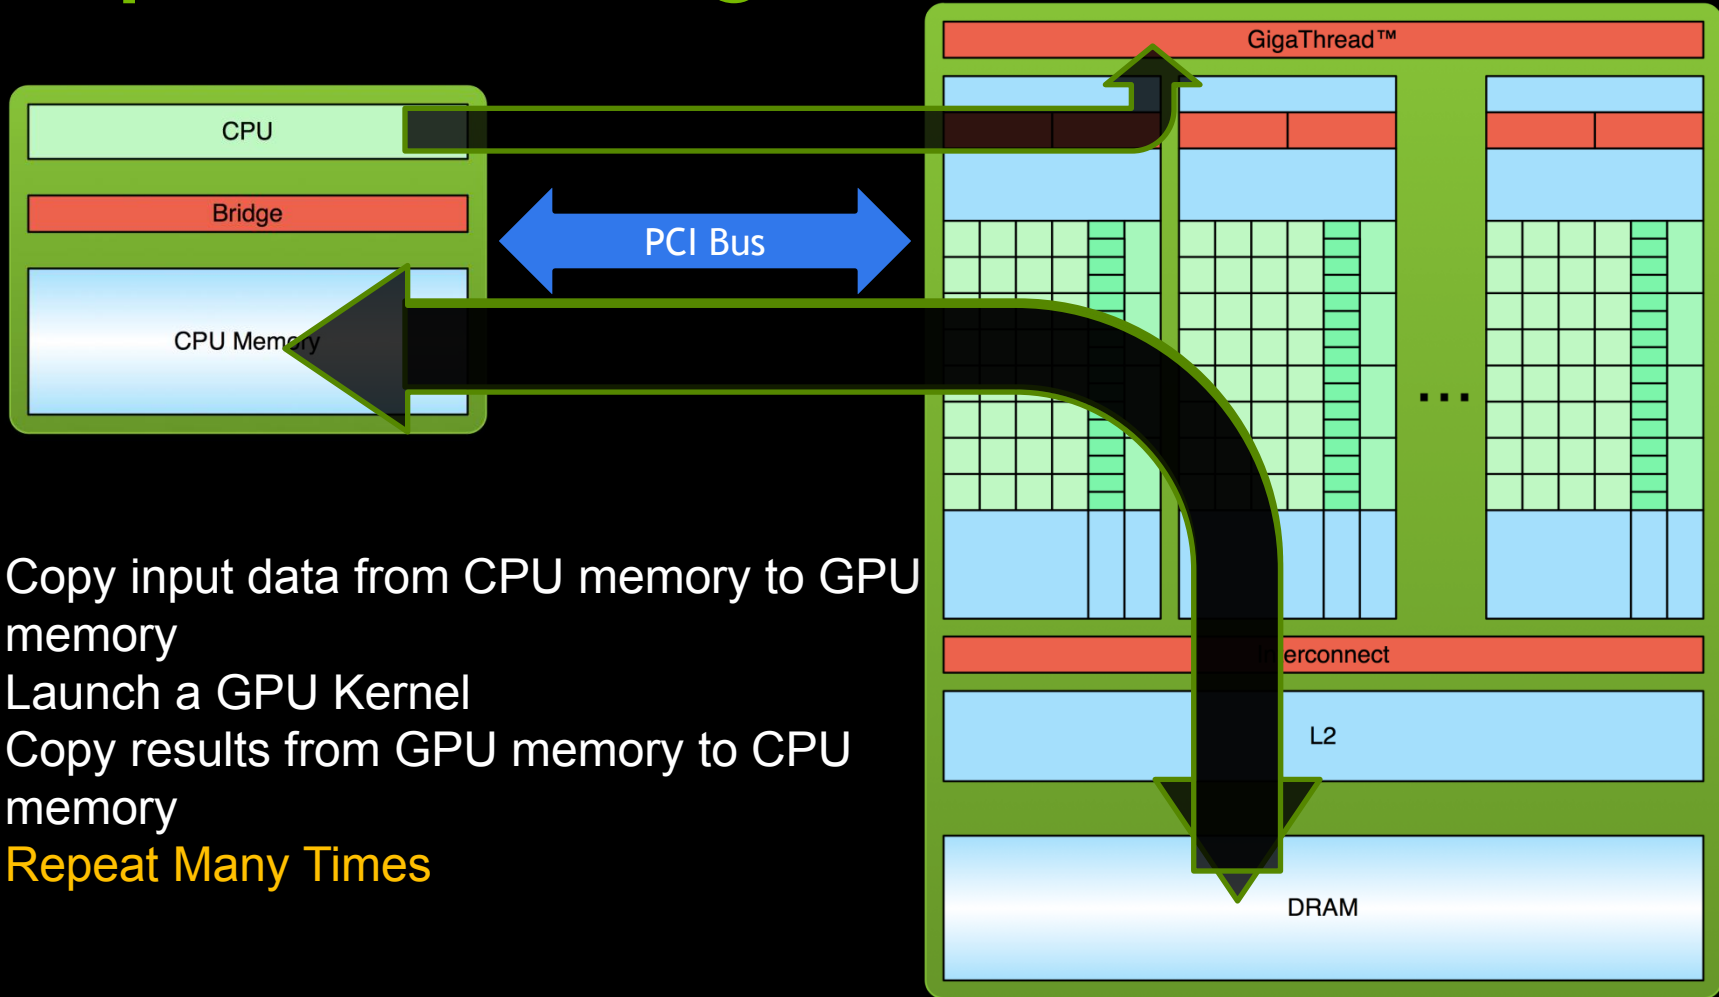 GigaThread™
CPU
Bridge
PCI Bus
CPU Memory
...
Copy input data from CPU memory to GPU
memory
Launch a GPU Kernel
Copy results from GPU memory to CPU
memory
Repeat Many Times
Interconnect
L2
DRAM